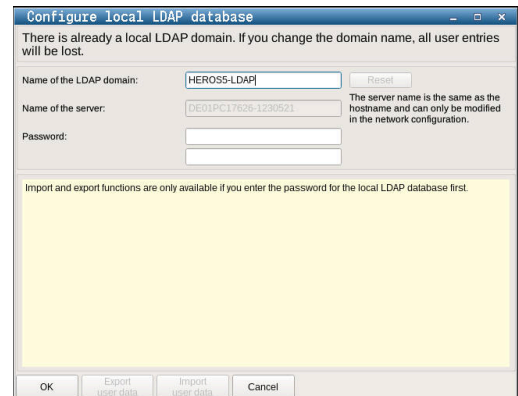 Configure local LDAP database
There is already a local LDAP domain. If you change the domain name, all user entries
will be lost.
Name of the LDAP domain:
HEROS5-LDAP
Reset
Name of the server:
DE01PC17626-1230521
The server name is the same as the
hostname and can only be modified
in the network configuration.
Password:
Import and export functions are only available if you enter the password for the local LDAP database first.
OK
Export
user data
Import
user data
Cancel